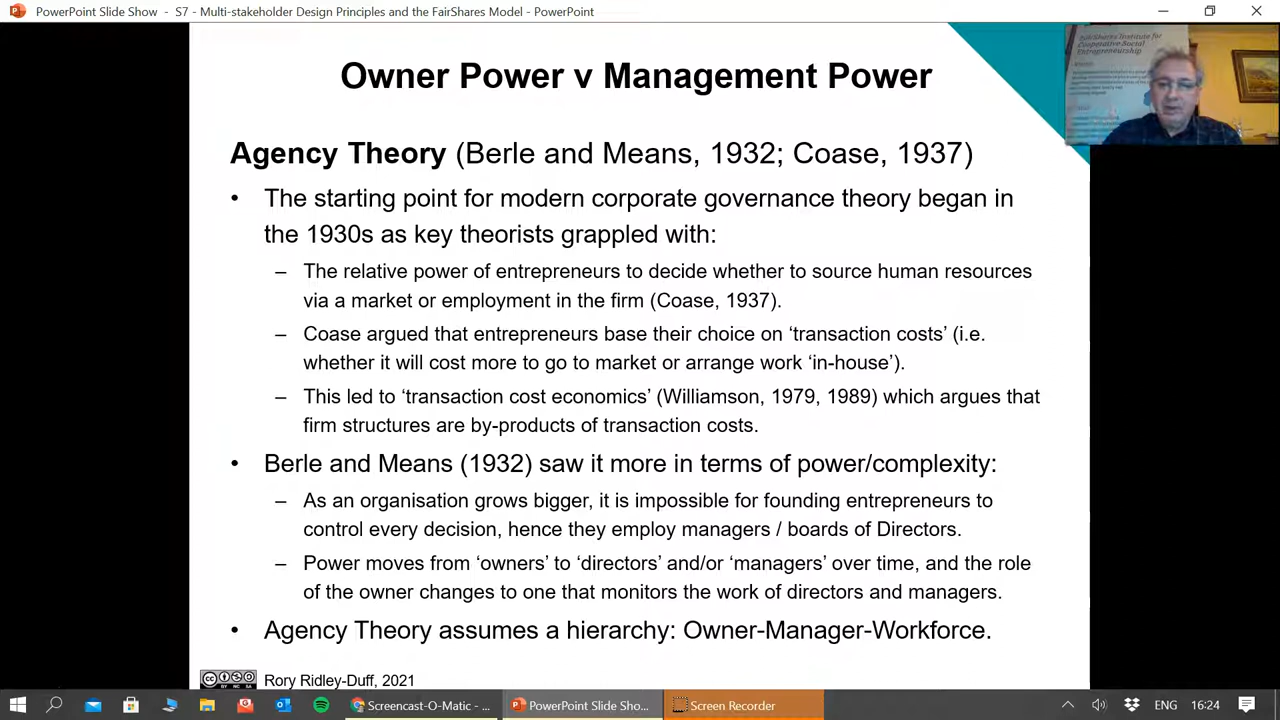 PowerPoint Slide Show - S7 - Multi-stakeholder Design Principles and the FairShares Model - PowerPoint
FairShares Institute for
Cooperative Social
Entrepreneurship
Owner Power v Management Power
Agency Theory (Berle and Means, 1932; Coase, 1937)
• The starting point for modern corporate governance theory began in
the 1930s as key theorists grappled with:
– The relative power of entrepreneurs to decide whether to source human resources
via a market or employment in the firm (Coase, 1937).
– Coase argued that entrepreneurs base their choice on ‘transaction costs’ (i.e.
whether it will cost more to go to market or arrange work ‘in-house’).
– This led to ‘transaction cost economics’ (Williamson, 1979, 1989) which argues that
firm structures are by-products of transaction costs.
• Berle and Means (1932) saw it more in terms of power/complexity:
– As an organisation grows bigger, it is impossible for founding entrepreneurs to
control every decision, hence they employ managers / boards of Directors.
– Power moves from ‘owners’ to ‘directors’ and/or ‘managers’ over time, and the role
of the owner changes to one that monitors the work of directors and managers.
• Agency Theory assumes a hierarchy: Owner-Manager-Workforce.
cc BY NC SA
Rory Ridley-Duff, 2021
Screencast-O-Matic - ...
PowerPoint Slide Sho...
Screen Recorder
ENG
16:24